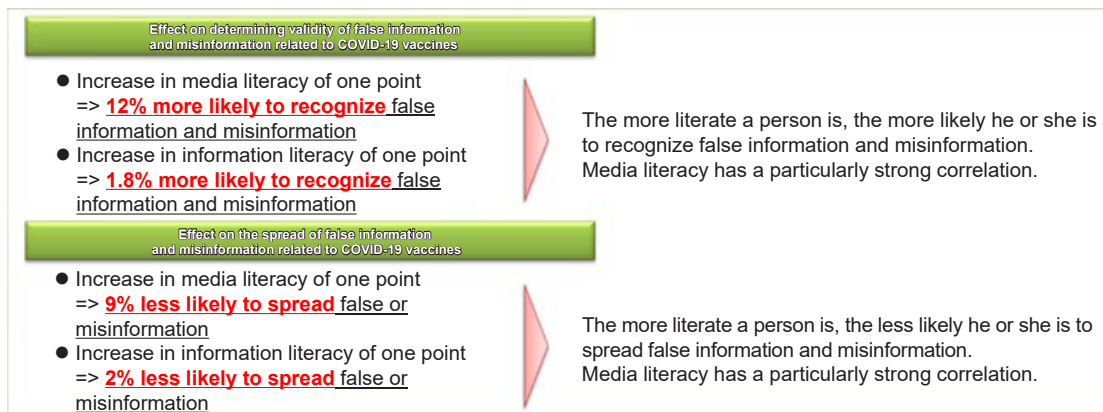 Effect on determining validity of false information
and misinformation related to COVID-19 vaccines
● Increase in media literacy of one point
=> 12% more likely to recognize false
information and misinformation
● Increase in information literacy of one point
=> 1.8% more likely to recognize false
information and misinformation
The more literate a person is, the more likely he or she is
to recognize false information and misinformation.
Media literacy has a particularly strong correlation.
Effect on the spread of false information
and misinformation related to COVID-19 vaccines
● Increase in media literacy of one point
=> 9% less likely to spread false or
misinformation
● Increase in information literacy of one point
=> 2% less likely to spread false or
misinformation
The more literate a person is, the less likely he or she is to
spread false information and misinformation.
Media literacy has a particularly strong correlation.